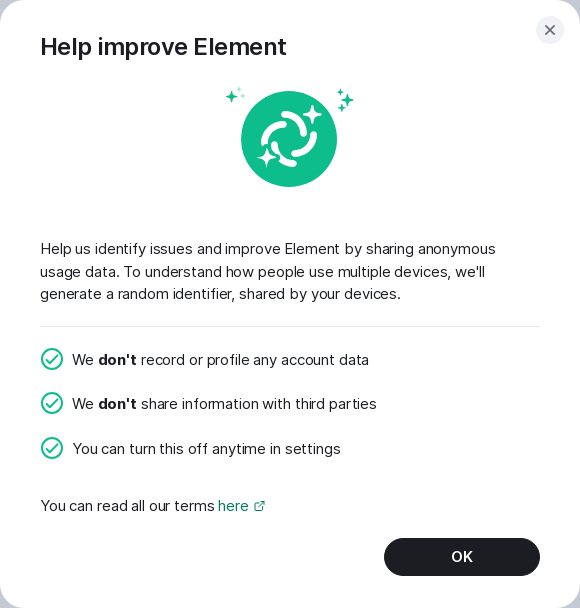 Help improve Element
Help us identify issues and improve Element by sharing anonymous
usage data. To understand how people use multiple devices, we'll
generate a random identifier, shared by your devices.
We don't record or profile any account data
We don't share information with third parties
You can turn this off anytime in settings
You can read all our terms here
OK